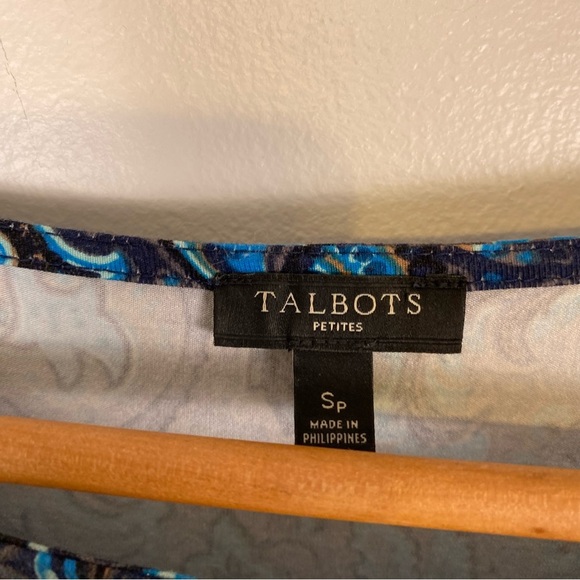 TALBOTS
PETITES
Sp
MADE IN
PHILIPPINES